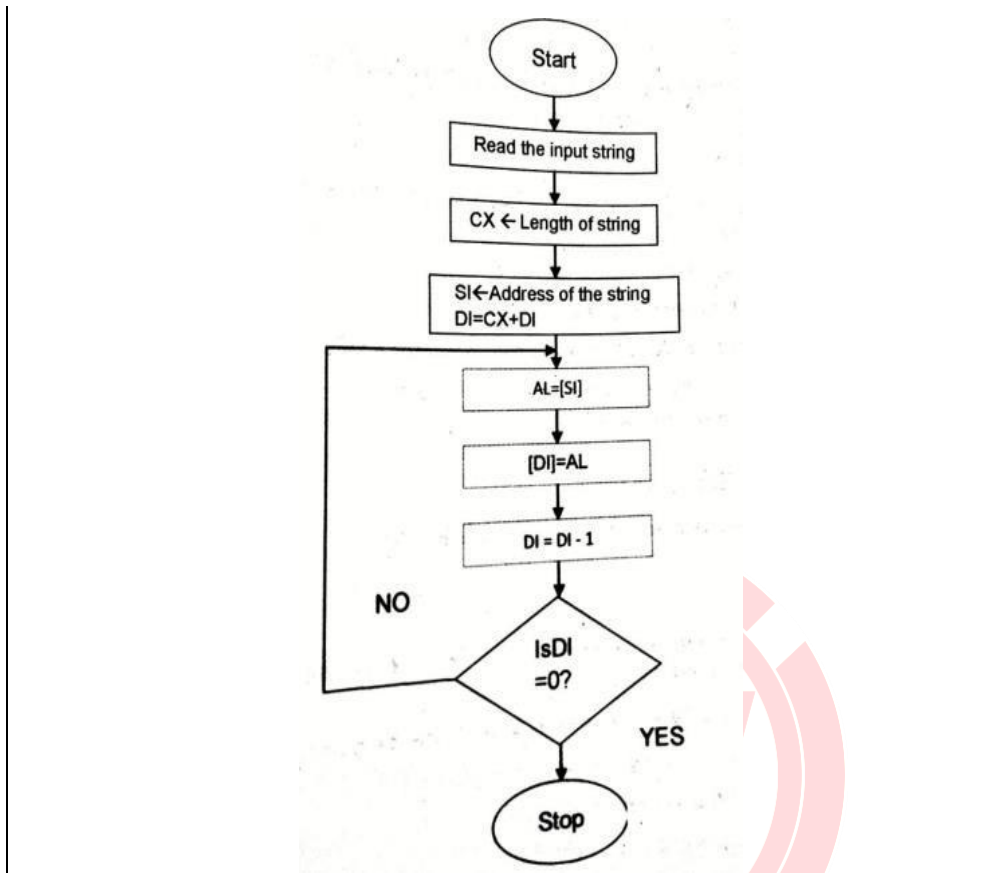 Start
Read the input string
CX ← Length of string
SI←Address of the string
DI=CX+DI
AL=[SI]
[DI]=AL
DI = DI - 1
NO
IsDI
=0?
YES
Stop